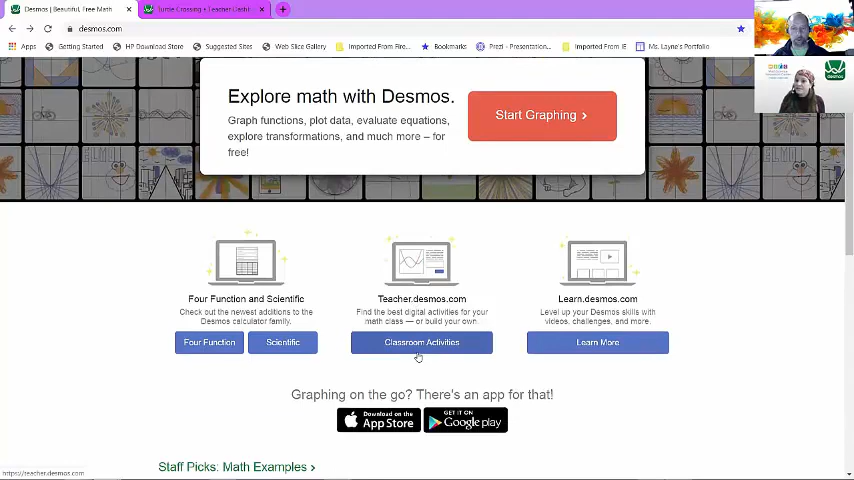 Desmos | Beautiful, Free Math
Turtle Crossing • Teacher Dash
desmos.com
Apps Getting Started HP Download Store Suggested Sites Web Slice Gallery Imported From Fire... Bookmarks Prezi - Presentation... Imported From IE Ms. Layne's Portfolio
desmos
Explore math with Desmos.
Graph functions, plot data, evaluate equations,
explore transformations, and much more – for
free!
Start Graphing >
Four Function and Scientific
Check out the newest additions to the
Desmos calculator family.
Four Function Scientific
Teacher.desmos.com
Find the best digital activities for your
math class — or build your own.
Classroom Activities
Learn.desmos.com
Level up your Desmos skills with
videos, challenges, and more.
Learn More
Graphing on the go? There's an app for that!
Download on the
App Store
GET IT ON
Google play
Staff Picks: Math Examples >
https://teacher.desmos.com